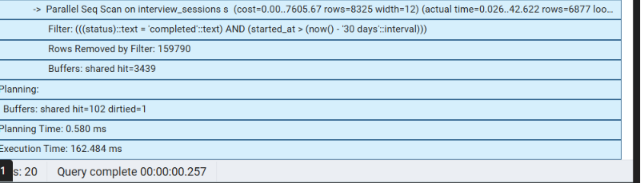 -> Parallel Seq Scan on interview_sessions s (cost=0.00..7605.67 rows=8325 width=12) (actual time=0.026..42.622 rows=6877 loo...
Filter: (((status)::text = 'completed'::text) AND (started_at > (now() - '30 days'::interval)))
Rows Removed by Filter: 159790
Buffers: shared hit=3439
Planning:
Buffers: shared hit=102 dirtied=1
Planning Time: 0.580 ms
Execution Time: 162.484 ms
1 s: 20 Query complete 00:00:00.257